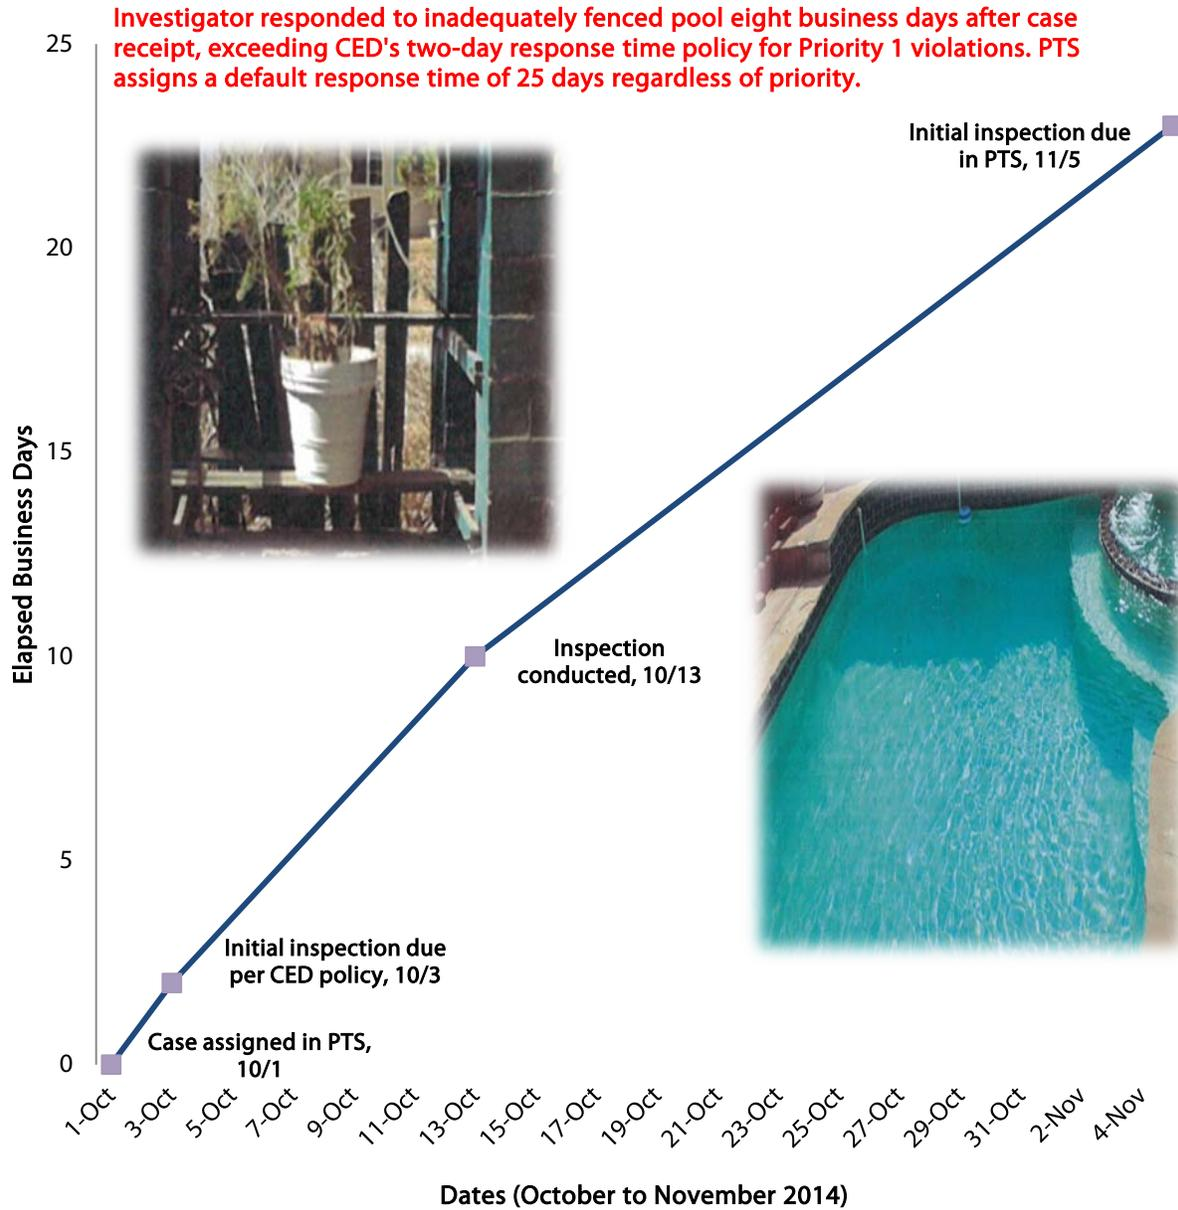 Investigator responded to inadequately fenced pool eight business days after case
receipt, exceeding CED's two-day response time policy for Priority 1 violations. PTS
assigns a default response time of 25 days regardless of priority.
25
20
15
10
5
0
Elapsed Business Days
Initial inspection due
in PTS, 11/5
Inspection
conducted, 10/13
Initial inspection due
per CED policy, 10/3
Case assigned in PTS,
10/1
1-Oct
3-Oct
5-Oct
7-Oct
9-Oct
11-Oct
13-Oct
15-Oct
17-Oct
19-Oct
21-Oct
23-Oct
25-Oct
27-Oct
29-Oct
31-Oct
2-Nov
4-Nov
Dates (October to November 2014)